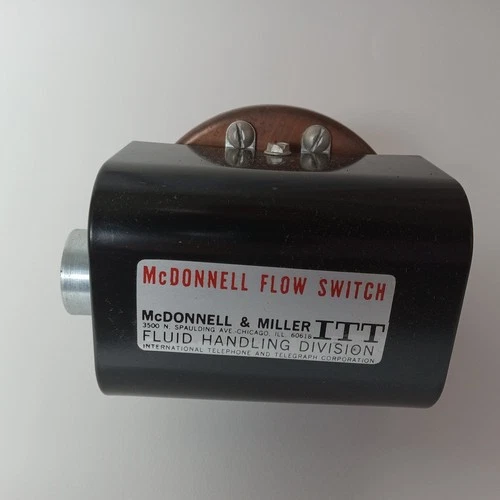 McDONNELL FLOW SWITCH
McDONNELL & MILLER ITT
3500 N. SPAULDING AVE.-CHICAGO, ILL. 60618
FLUID HANDLING DIVISION
INTERNATIONAL TELEPHONE AND TELEGRAPH CORPORATION